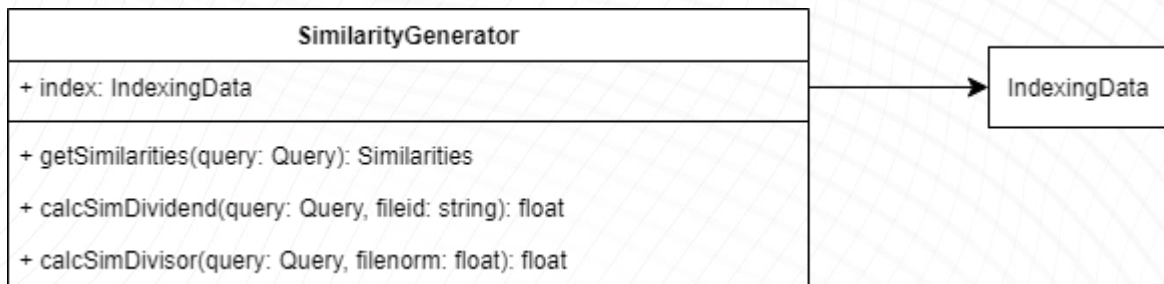 SimilarityGenerator
+ index: IndexingData
IndexingData
+ getSimilarities(query: Query): Similarities
+ calcSimDividend(query: Query, fileid: string): float
+ calcSimDivisor(query: Query, filenorm: float): float